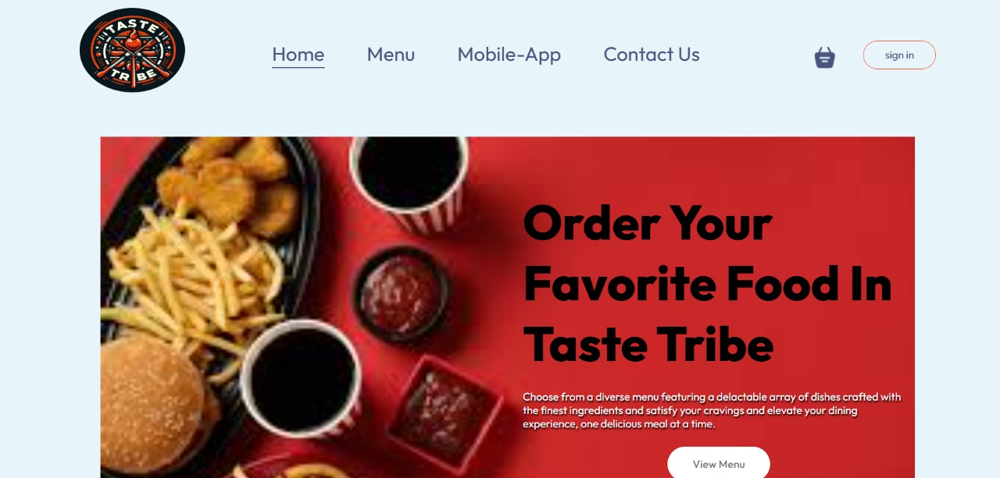 TASTE
TRIBE
Home Menu Mobile-App Contact Us sign in
Order Your
Favorite Food In
Taste Tribe
Choose from a diverse menu featuring a delactable array of dishes crafted with
the finest ingredients and satisfy your cravings and elevate your dining
experience, one delicious meal at a time.
View Menu